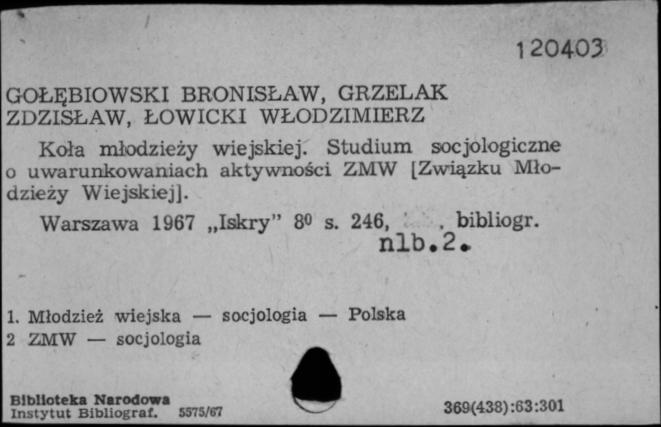 120403
GOŁĘBIOWSKI BRONISŁAW, GRZELAK
ZDZISŁAW, ŁOWICKI WŁODZIMIERZ
Koła młodzieży wiejskiej. Studium socjologiczne
o uwarunkowaniach aktywności ZMW [Związku Mło-
dzieży Wiejskiej].
Warszawa 1967 „Iskry” 8⁰ s. 246, , bibliogr.
nlb.2.
1. Młodzież wiejska — socjologia — Polska
2 ZMW — socjologia
Biblioteka Narodowa
Instytut Bibliograf. 5575/67
369(438):63:301